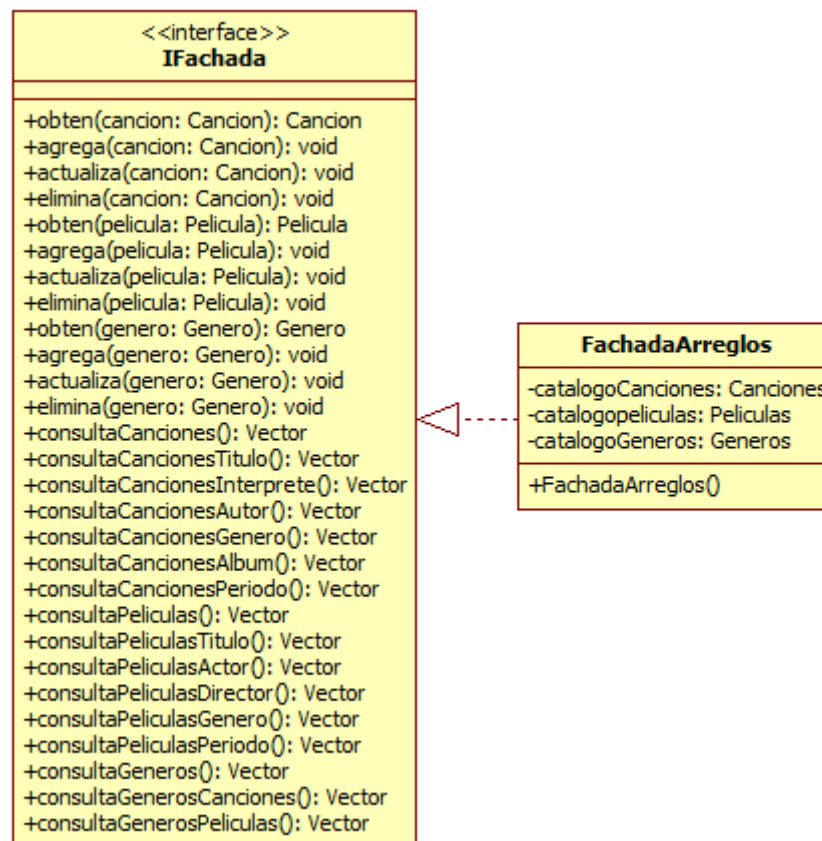 <<interface>>
IFachada
+obten(cancion: Cancion): Cancion
+agrega(cancion: Cancion): void
+actualiza(cancion: Cancion): void
+elimina(cancion: Cancion): void
+obten(pelicula: Pelicula): Pelicula
+agrega(pelicula: Pelicula): void
+actualiza(pelicula: Pelicula): void
+elimina(pelicula: Pelicula): void
+obten(genero: Genero): Genero
+agrega(genero: Genero): void
+actualiza(genero: Genero): void
+elimina(genero: Genero): void
+consultaCanciones(): Vector
+consultaCancionesTitulo(): Vector
+consultaCancionesInterprete(): Vector
+consultaCancionesAutor(): Vector
+consultaCancionesGenero(): Vector
+consultaCancionesAlbum(): Vector
+consultaCancionesPeriodo(): Vector
+consultaPeliculas(): Vector
+consultaPeliculasTitulo(): Vector
+consultaPeliculasActor(): Vector
+consultaPeliculasDirector(): Vector
+consultaPeliculasGenero(): Vector
+consultaPeliculasPeriodo(): Vector
+consultaGeneros(): Vector
+consultaGenerosCanciones(): Vector
+consultaGenerosPeliculas(): Vector
FachadaArreglos
-catalogoCanciones: Canciones
-catalogopeliculas: Peliculas
-catalogoGeneros: Generos
+FachadaArreglos()